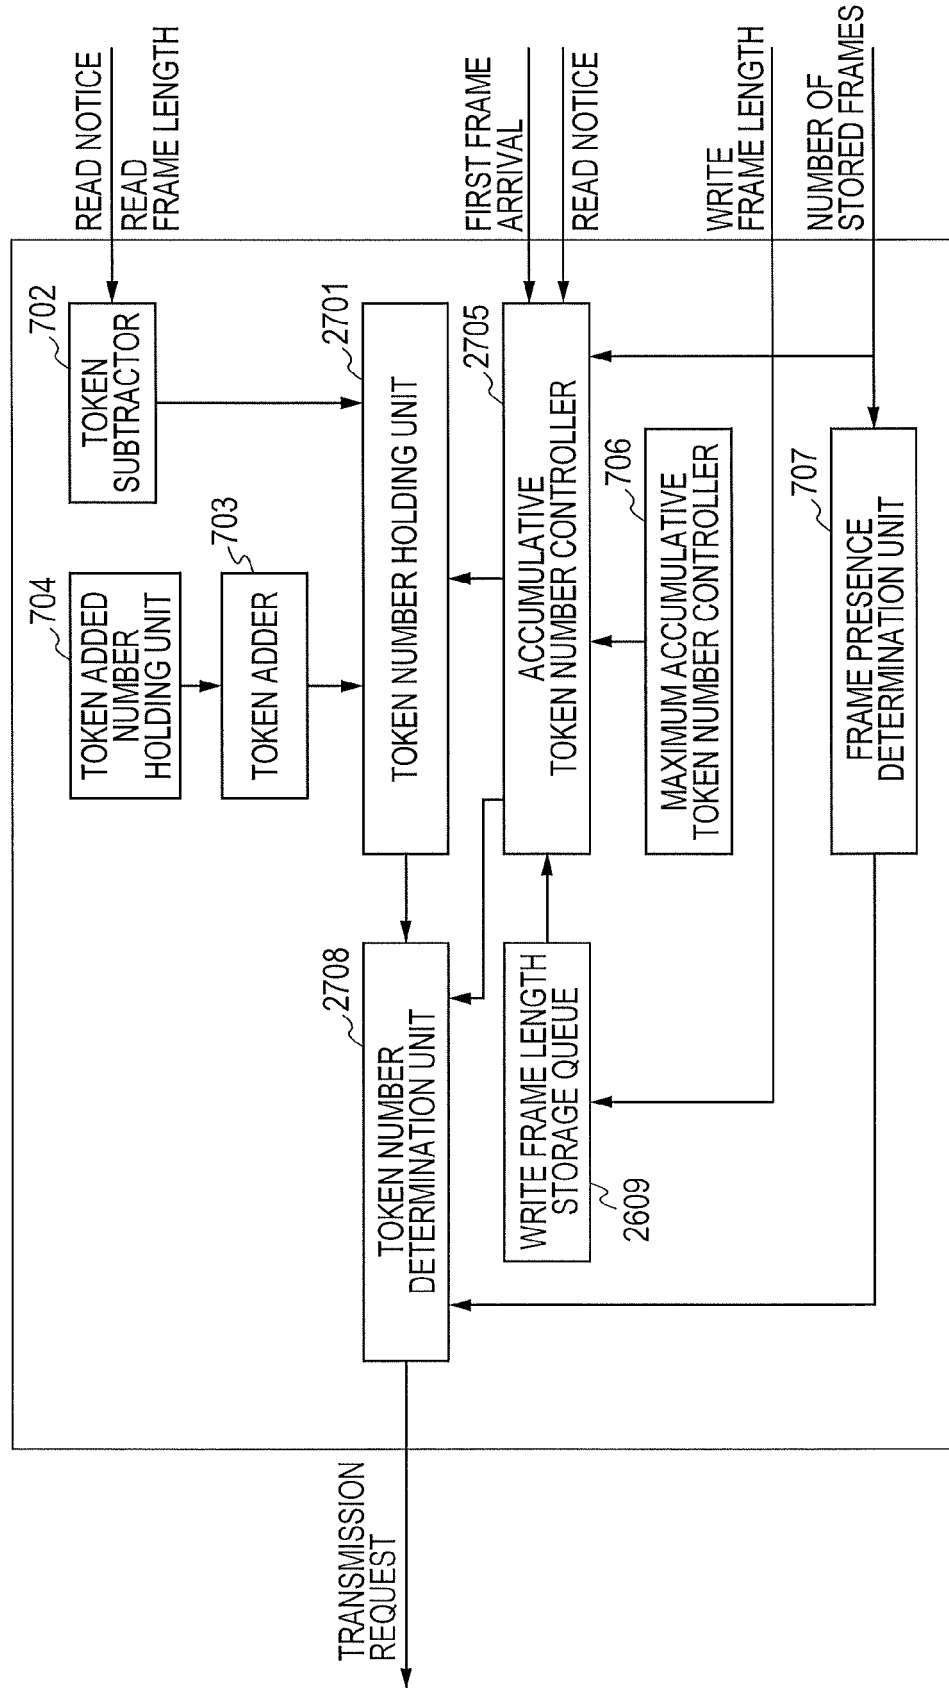 READ NOTICE
READ
FRAME LENGTH
FIRST FRAME
ARRIVAL
READ NOTICE
WRITE
FRAME LENGTH
NUMBER OF
STORED FRAMES
702
TOKEN
SUBTRACTOR
704
TOKEN ADDED
NUMBER
HOLDING UNIT
703
TOKEN ADDER
2701
TOKEN NUMBER HOLDING UNIT
2705
ACCUMULATIVE
TOKEN NUMBER CONTROLLER
706
MAXIMUM ACCUMULATIVE
TOKEN NUMBER CONTROLLER
707
FRAME PRESENCE
DETERMINATION UNIT
2708
TOKEN NUMBER
DETERMINATION UNIT
WRITE FRAME LENGTH
STORAGE QUEUE
2609
TRANSMISSION
REQUEST